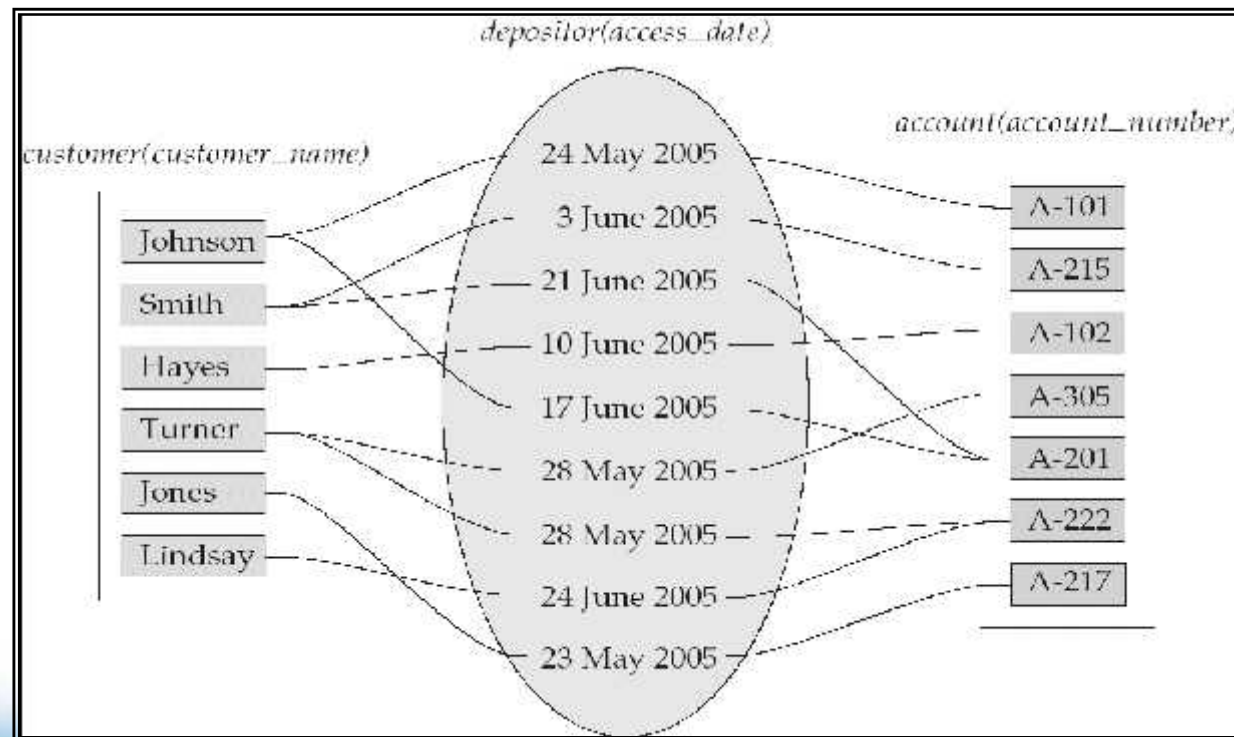 depositor(access_date)
customer(customer_name)
account(account_number)
Johnson
Smith
Hayes
Turner
Jones
Lindsay
24 May 2005
3 June 2005
21 June 2005
10 June 2005
17 June 2005
28 May 2005
28 May 2005
24 June 2005
23 May 2005
A-101
A-215
A-102
A-305
A-201
A-222
A-217